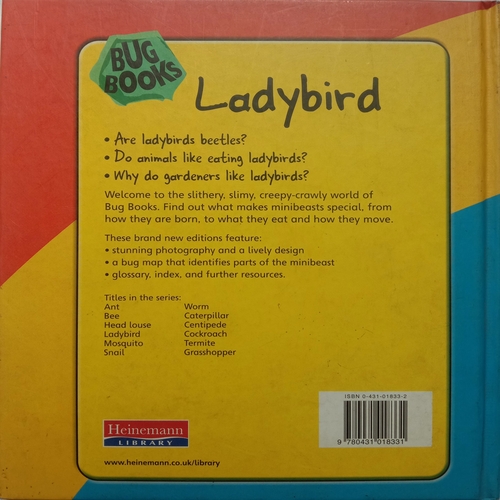 BUG
BOOKS
Ladybird
• Are ladybirds beetles?
• Do animals like eating ladybirds?
• Why do gardeners like ladybirds?
Welcome to the slithery, slimy, creepy-crawly world of
Bug Books. Find out what makes minibeasts special, from
how they are born, to what they eat and how they move.
These brand new editions feature:
• stunning photography and a lively design
• a bug map that identifies parts of the minibeast
• glossary, index, and further resources.
Titles in the series:
Ant Worm
Bee Caterpillar
Head louse Centipede
Ladybird Cockroach
Mosquito Termite
Snail Grasshopper
Heinemann
LIBRARY
www.heinemann.co.uk/library
ISBN 0-431-01833-2
9 780431 018331